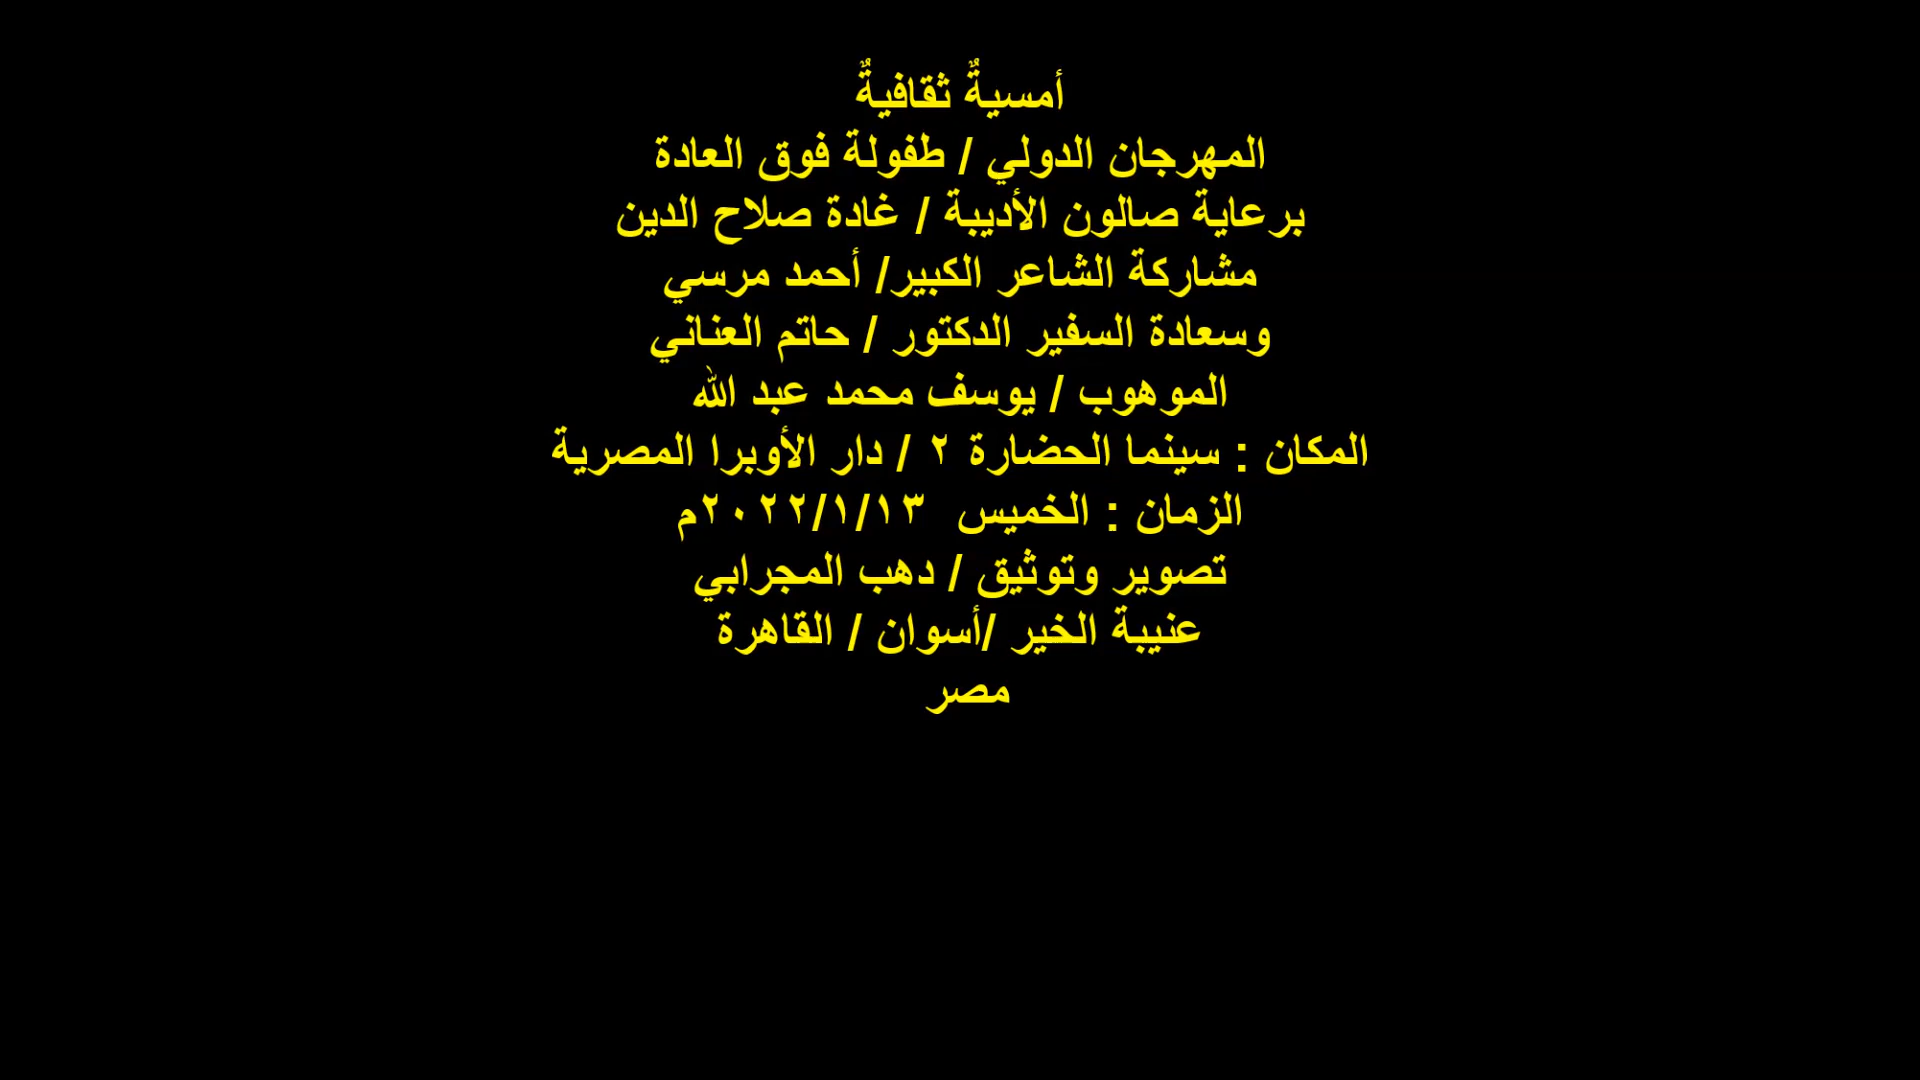 أمسيةٌ ثقافيةٌ
المهرجان الدولي / طفولة فوق العادة
برعاية صالون الأديبة / غادة صلاح الدين
مشاركة الشاعر الكبير/ أحمد مرسي
وسعادة السفير الدكتور / حاتم العناني
الموهوب / يوسف محمد عبد الله
المكان : سينما الحضارة ٢ / دار الأوبرا المصرية
الزمان : الخميس  ٢٠٢٢/١/١٣م
تصوير وتوثيق / دهب المجرابي
عنيبة الخير /أسوان / القاهرة
مصر